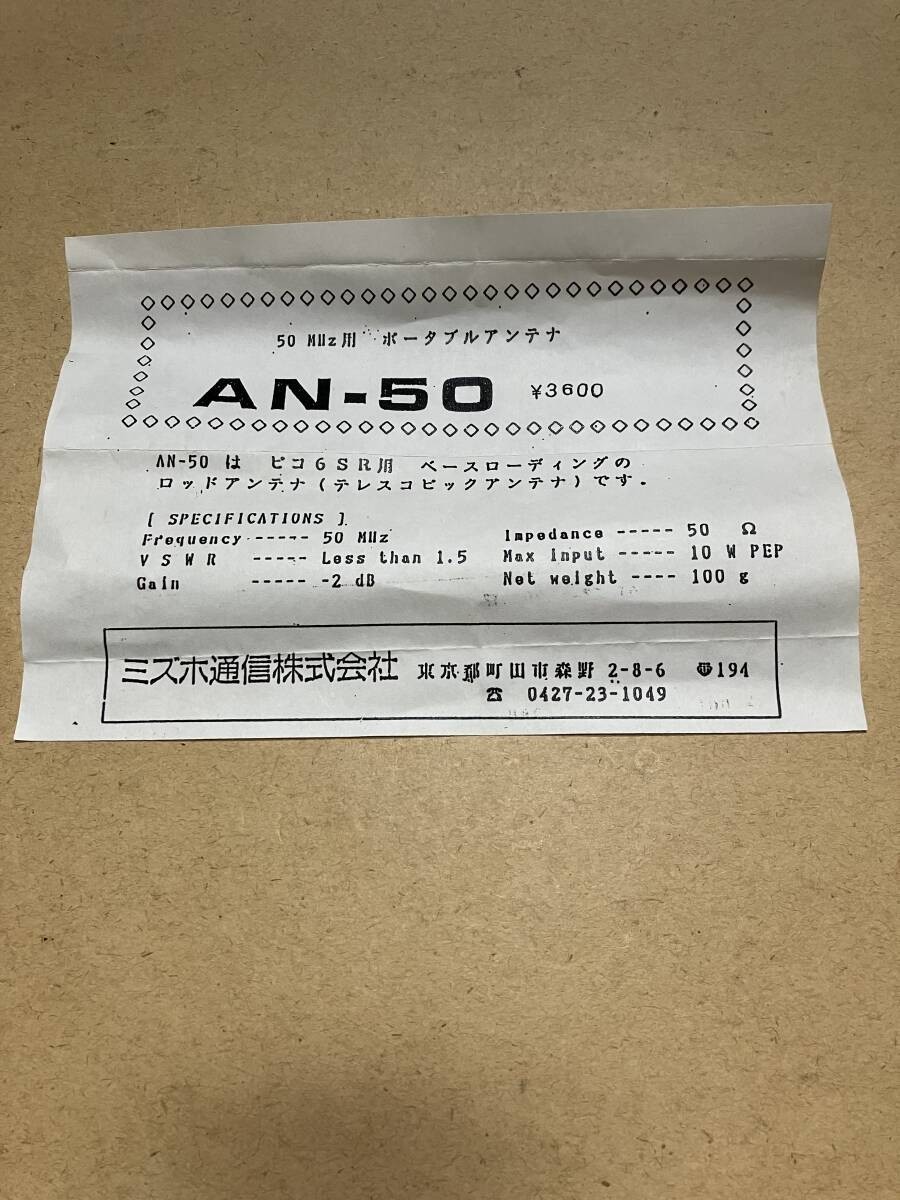 50 MHz用 ポータブルアンテナ
AN-50 ¥3600
AN-50 は ピコ6SR用 ベースローディングの
ロッドアンテナ(テレスコピックアンテナ)です。
[ SPECIFICATIONS ]
Frequency ----- 50 MHz Impedance ----- 50 Ω
V S W R ----- Less than 1.5 Max input ----- 10 W PEP
Gain ----- -2 dB Net weight ---- 100 g
ミズホ通信株式会社 東京都町田市森野 2-8-6 〒194
☎ 0427-23-1049